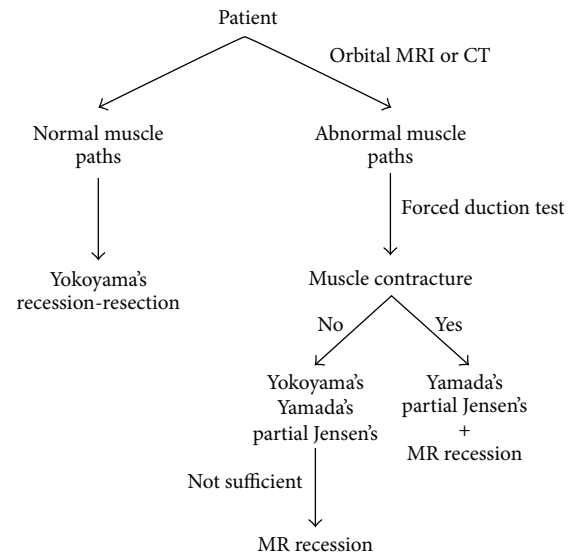 Patient
Orbital MRI or CT
Normal muscle
paths
Abnormal muscle
paths
Forced duction test
Yokoyama's
recession-resection
Muscle contracture
No
Yes
Yokoyama's
Yamada's
partial Jensen's
Yamada's
partial Jensen's
+
MR recession
Not sufficient
MR recession